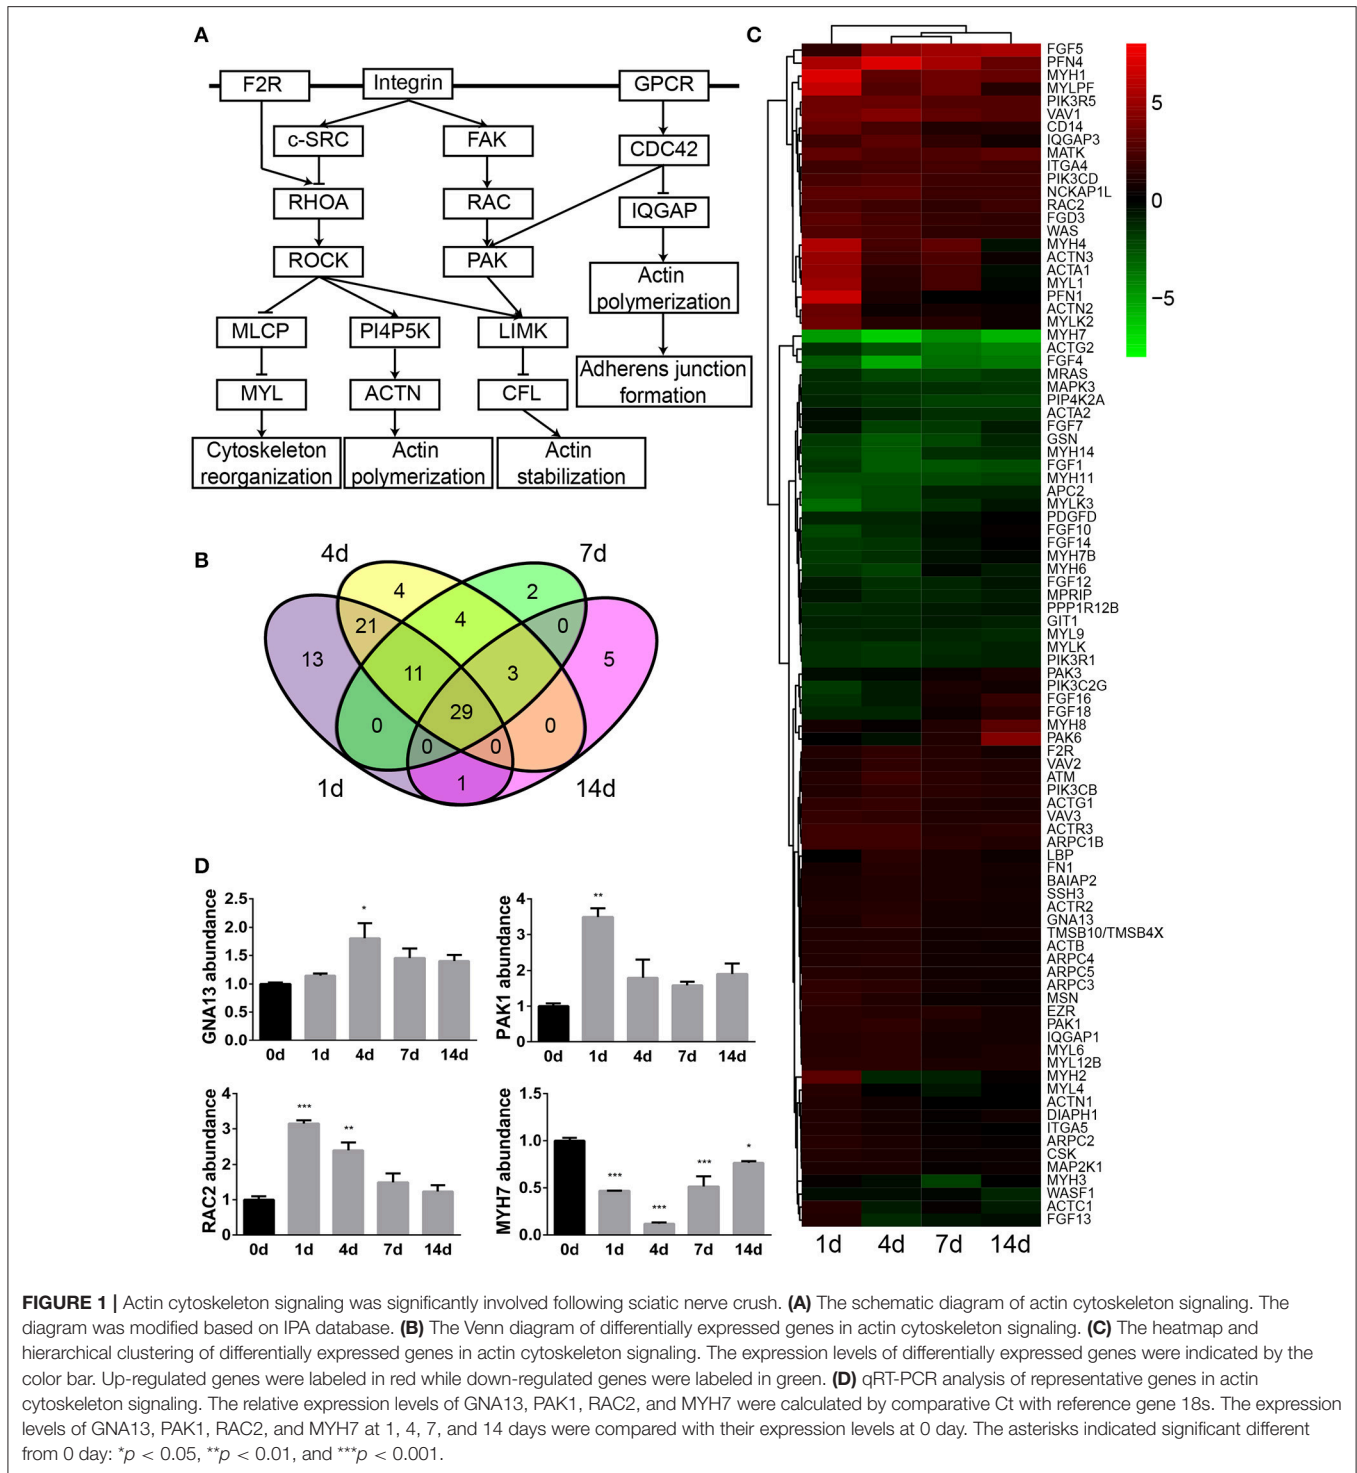 A
F2R
Integrin
GPCR
c-SRC
FAK
CDC42
RHOA
RAC
IQGAP
ROCK
PAK
Actin
polymerization
MLCP
PI4P5K
LIMK
Adherens junction
formation
MYL
ACTN
CFL
Cytoskeleton
reorganization
Actin
polymerization
Actin
stabilization
B
4d
7d
4
2
21
4
0
13
11
3
5
29
0
0
0
0
1d
1
14d
C
FGF5
PFN4
MYH1
MYLPF
PIK3R5
VAV1
CD14
IQGAP3
MATK
ITGA4
PIK3CD
NCKAP1L
RAC2
FGD3
WAS
MYH4
ACTN3
ACTA1
MYL1
PFN1
ACTN2
MYLK2
MYH7
ACTG2
FGF4
MRAS
MAPK3
PIP4K2A
ACTA2
FGF7
GSN
MYH14
FGF1
MYH11
APC2
MYLK3
PDGFD
FGF10
FGF14
MYH7B
MYH6
FGF12
MPRIP
PPP1R12B
GIT1
MYL9
MYLK
PIK3R1
PAK3
PIK3C2G
FGF16
FGF18
MYH8
PAK6
F2R
VAV2
ATM
PIK3CB
ACTG1
VAV3
ACTR3
ARPC1B
LBP
FN1
BAIAP2
SSH3
ACTR2
GNA13
TMSB10/TMSB4X
ACTB
ARPC4
ARPC5
ARPC3
MSN
EZR
PAK1
IQGAP1
MYL6
MYL12B
MYH2
MYL4
ACTN1
DIAPH1
ITGA5
ARPC2
CSK
MAP2K1
MYH3
WASF1
ACTC1
FGF13
1d 4d 7d 14d
5
0
−5
D
GNA13 abundance
2.5
2.0
1.5
1.0
0.5
0.0
*
0d 1d 4d 7d 14d
PAK1 abundance
4
3
2
1
0
**
0d 1d 4d 7d 14d
RAC2 abundance
4
3
2
1
0
***
**
0d 1d 4d 7d 14d
MYH7 abundance
1.5
1.0
0.5
0.0
***
***
***
*
0d 1d 4d 7d 14d
FIGURE 1 | Actin cytoskeleton signaling was significantly involved following sciatic nerve crush. (A) The schematic diagram of actin cytoskeleton signaling. The
diagram was modified based on IPA database. (B) The Venn diagram of differentially expressed genes in actin cytoskeleton signaling. (C) The heatmap and
hierarchical clustering of differentially expressed genes in actin cytoskeleton signaling. The expression levels of differentially expressed genes were indicated by the
color bar. Up-regulated genes were labeled in red while down-regulated genes were labeled in green. (D) qRT-PCR analysis of representative genes in actin
cytoskeleton signaling. The relative expression levels of GNA13, PAK1, RAC2, and MYH7 were calculated by comparative Ct with reference gene 18s. The expression
levels of GNA13, PAK1, RAC2, and MYH7 at 1, 4, 7, and 14 days were compared with their expression levels at 0 day. The asterisks indicated significant different
from 0 day: *p < 0.05, **p < 0.01, and ***p < 0.001.